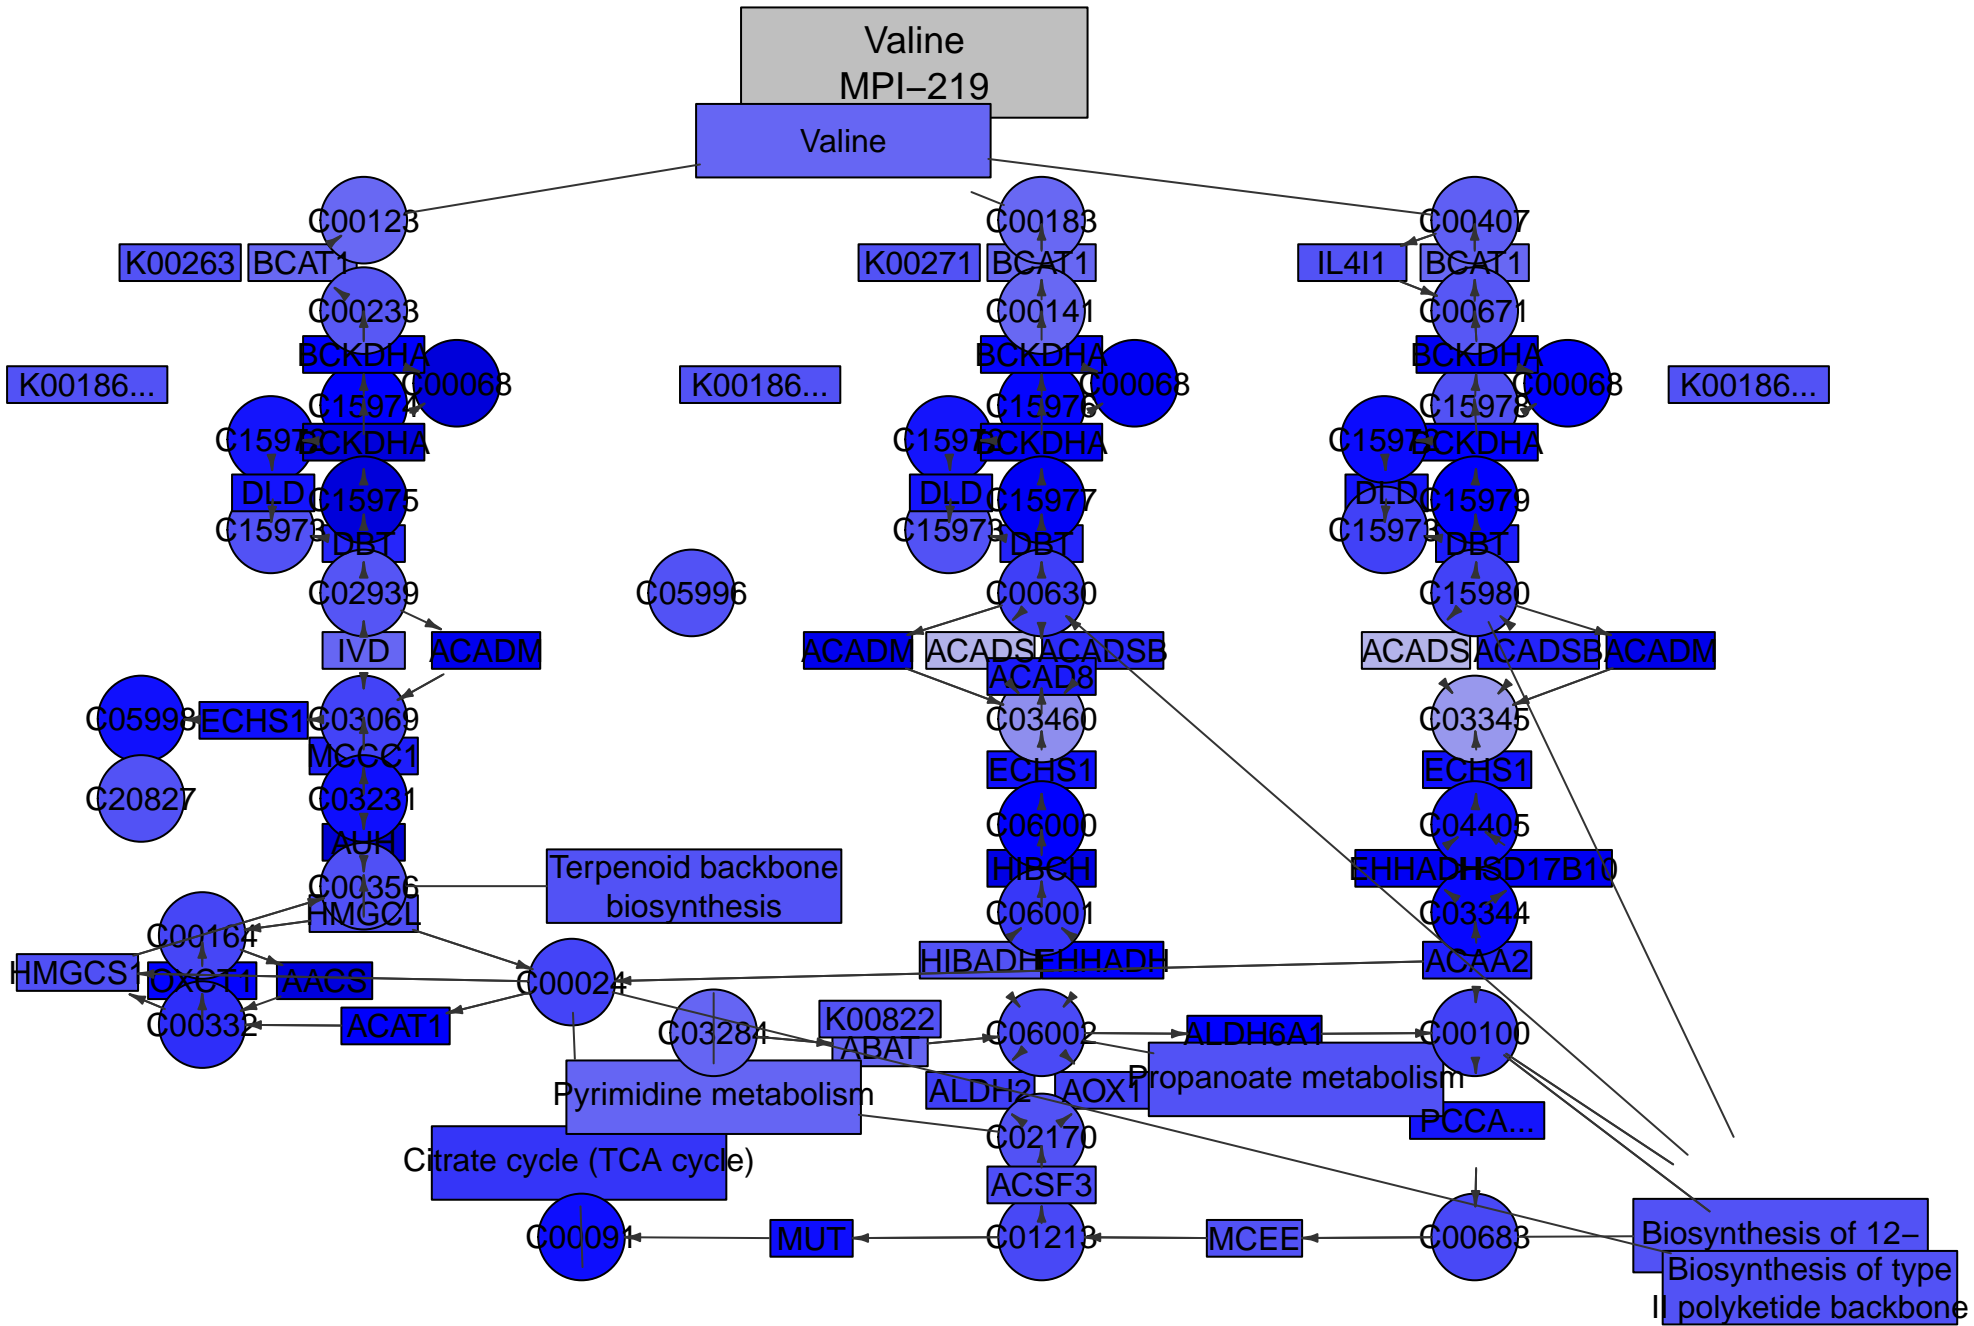 Valine
MPI–219
Valine
C00123
C00183
C00407
K00263
BCAT1
K00271
BCAT1
IL4I1
BCAT1
C00233
C00141
C00671
BCKDHA
BCKDHA
BCKDHA
K00186...
C00068
K00186...
C00068
C00068
K00186...
C15974
C15976
C15978
C15972
BCKDHA
C15972
BCKDHA
C15972
BCKDHA
DLD
C15975
DLD
C15977
DLD
C15979
C15973
DBT
C15973
DBT
C15973
DBT
C02939
C05996
C00630
C15980
IVD
ACADM
ACADM
ACADS
ACADSB
ACADS
ACADSB
ACADM
ACAD8
C05998
ECHS1
C03069
C03460
C03345
MCCC1
ECHS1
ECHS1
C20827
C03231
C06000
C04405
AUH
HIBCH
EHHADH
HSD17B10
Terpenoid backbone
biosynthesis
C00356
HMGCL
C06001
C03344
C00164
HIBADH
EHHADH
ACAA2
HMGCS1
OXCT1
AACS
C00024
C00332
ACAT1
C03284
K00822
ABAT
C06002
ALDH6A1
C00100
Pyrimidine metabolism
ALDH2
AOX1
Propanoate metabolism
PCCA...
C02170
Citrate cycle (TCA cycle)
ACSF3
C00091
MUT
C01213
MCEE
C00683
Biosynthesis of 12–
Biosynthesis of type
II polyketide backbone